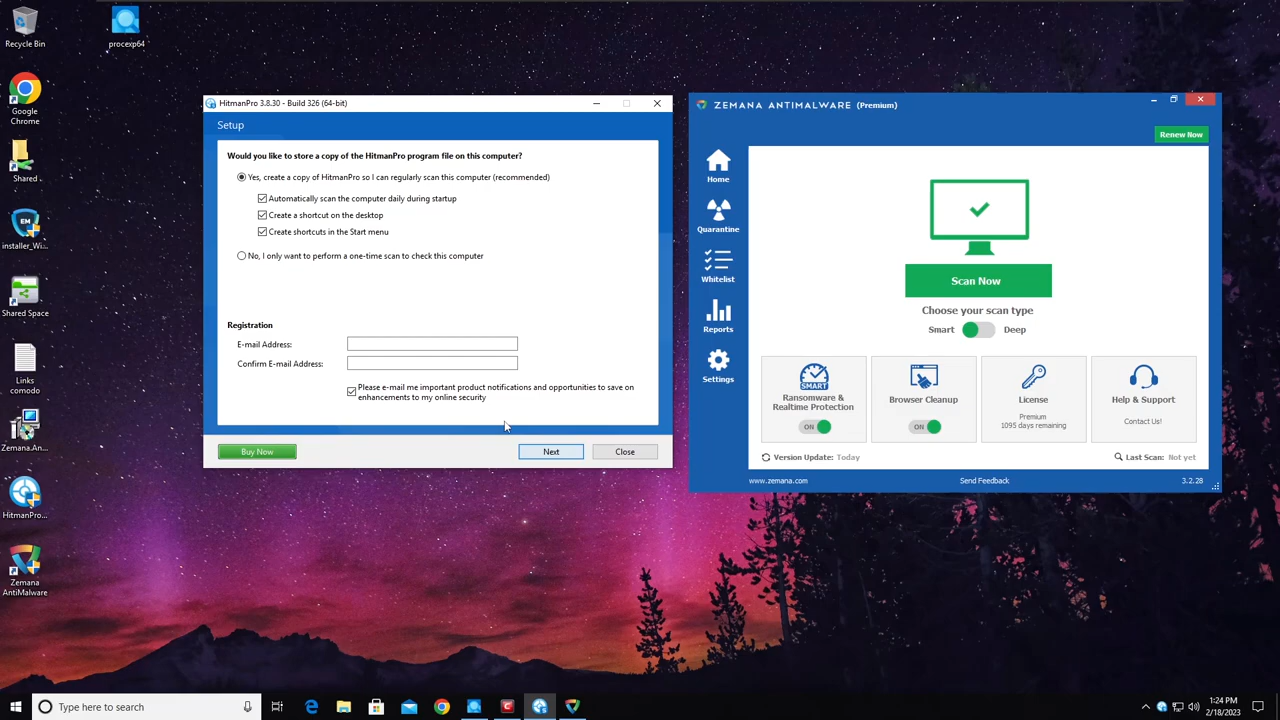 Recycle Bin
procexp64
Google
Chrome
Shared
installer_Wi...
Shared Space
Links
comodo
Zemana.An...
HitmanPro...
Zemana
AntiMalware
HitmanPro 3.8.30 - Build 326 (64-bit)
Setup
Would you like to store a copy of the HitmanPro program file on this computer?
Yes, create a copy of HitmanPro so I can regularly scan this computer (recommended)
Automatically scan the computer daily during startup
Create a shortcut on the desktop
Create shortcuts in the Start menu
No, I only want to perform a one-time scan to check this computer
Registration
E-mail Address:
Confirm E-mail Address:
Please e-mail me important product notifications and opportunities to save on
enhancements to my online security
Buy Now
Next
Close
ZEMANA ANTIMALWARE (Premium)
Renew Now
Home
Quarantine
Whitelist
Reports
Settings
Scan Now
Choose your scan type
Smart
Deep
SMART
Ransomware &
Realtime Protection
ON
Browser Cleanup
ON
License
Premium
1095 days remaining
Help & Support
Contact Us!
Version Update: Today
Last Scan: Not yet
www.zemana.com
Send Feedback
3.2.28
Type here to search
1:24 PM
2/18/2023